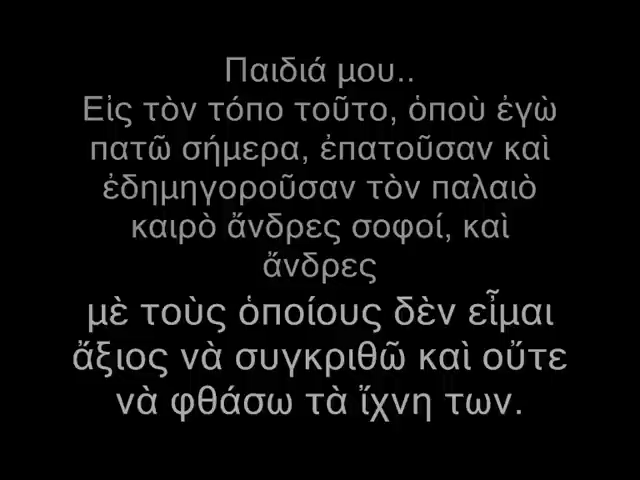 Παιδιά μου..
Εἰς τὸν τόπο τοῦτο, ὁποὺ ἐγὼ
πατῶ σήμερα, ἐπατοῦσαν καὶ
ἐδημηγοροῦσαν τὸν παλαιὸ
καιρὸ ἄνδρες σοφοί, καὶ
ἄνδρες
μὲ τοὺς ὁποίους δὲν εἶμαι
ἄξιος νὰ συγκριθῶ καὶ οὔτε
νὰ φθάσω τὰ ἴχνη των.